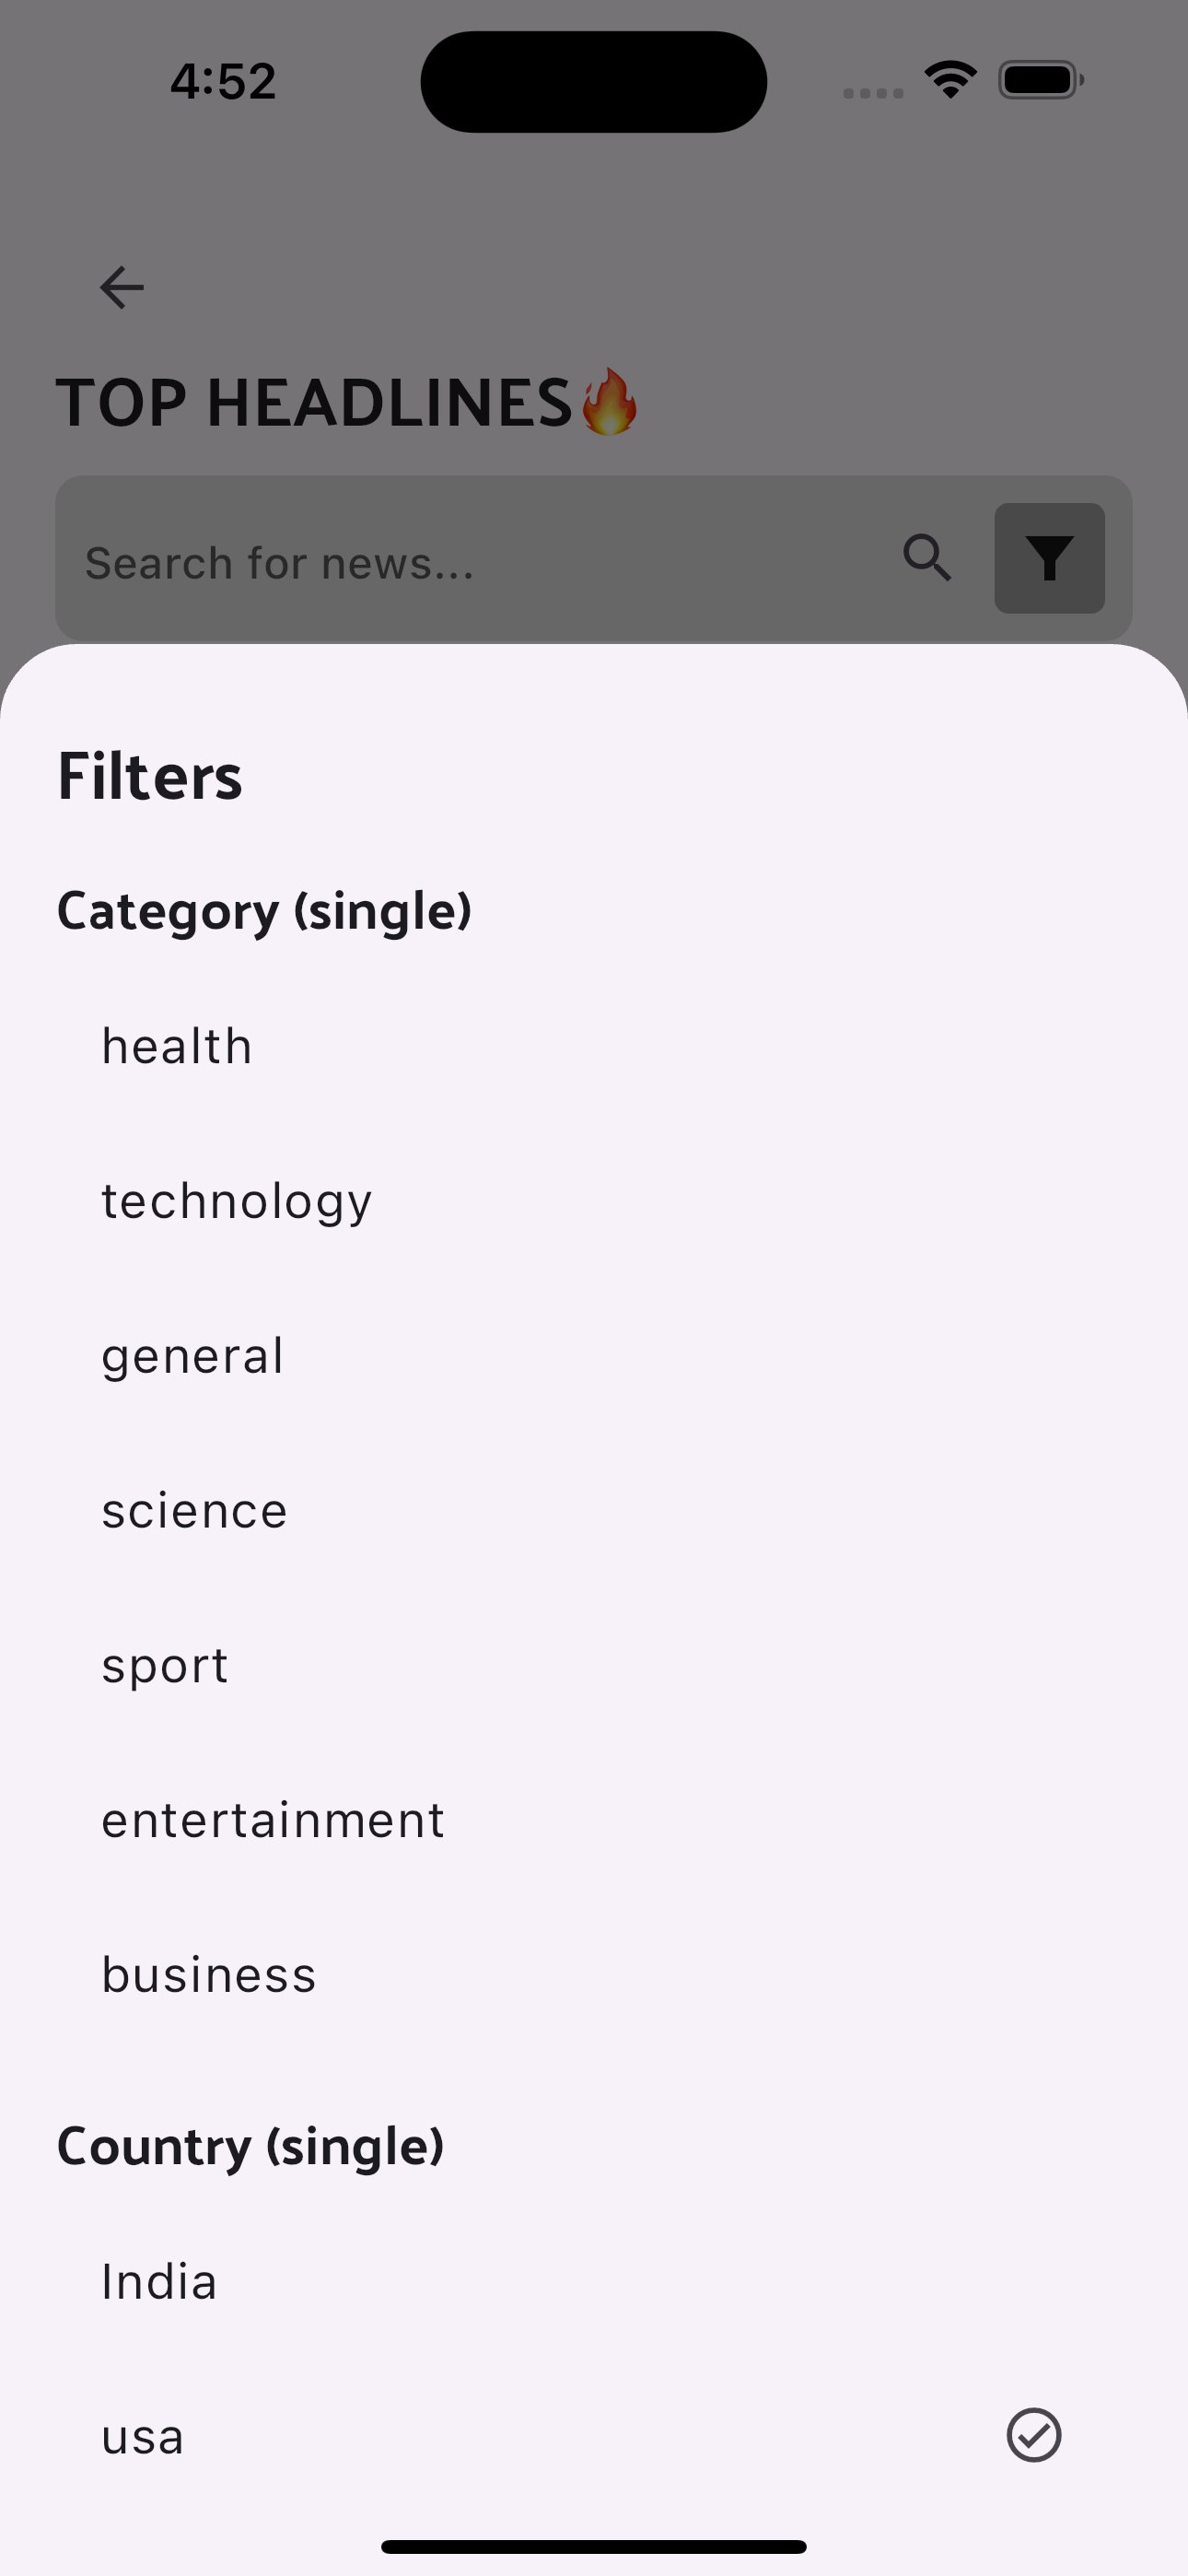 4:52
TOP HEADLINES🔥
Search for news...
Filters
Category (single)
health
technology
general
science
sport
entertainment
business
Country (single)
India
usa